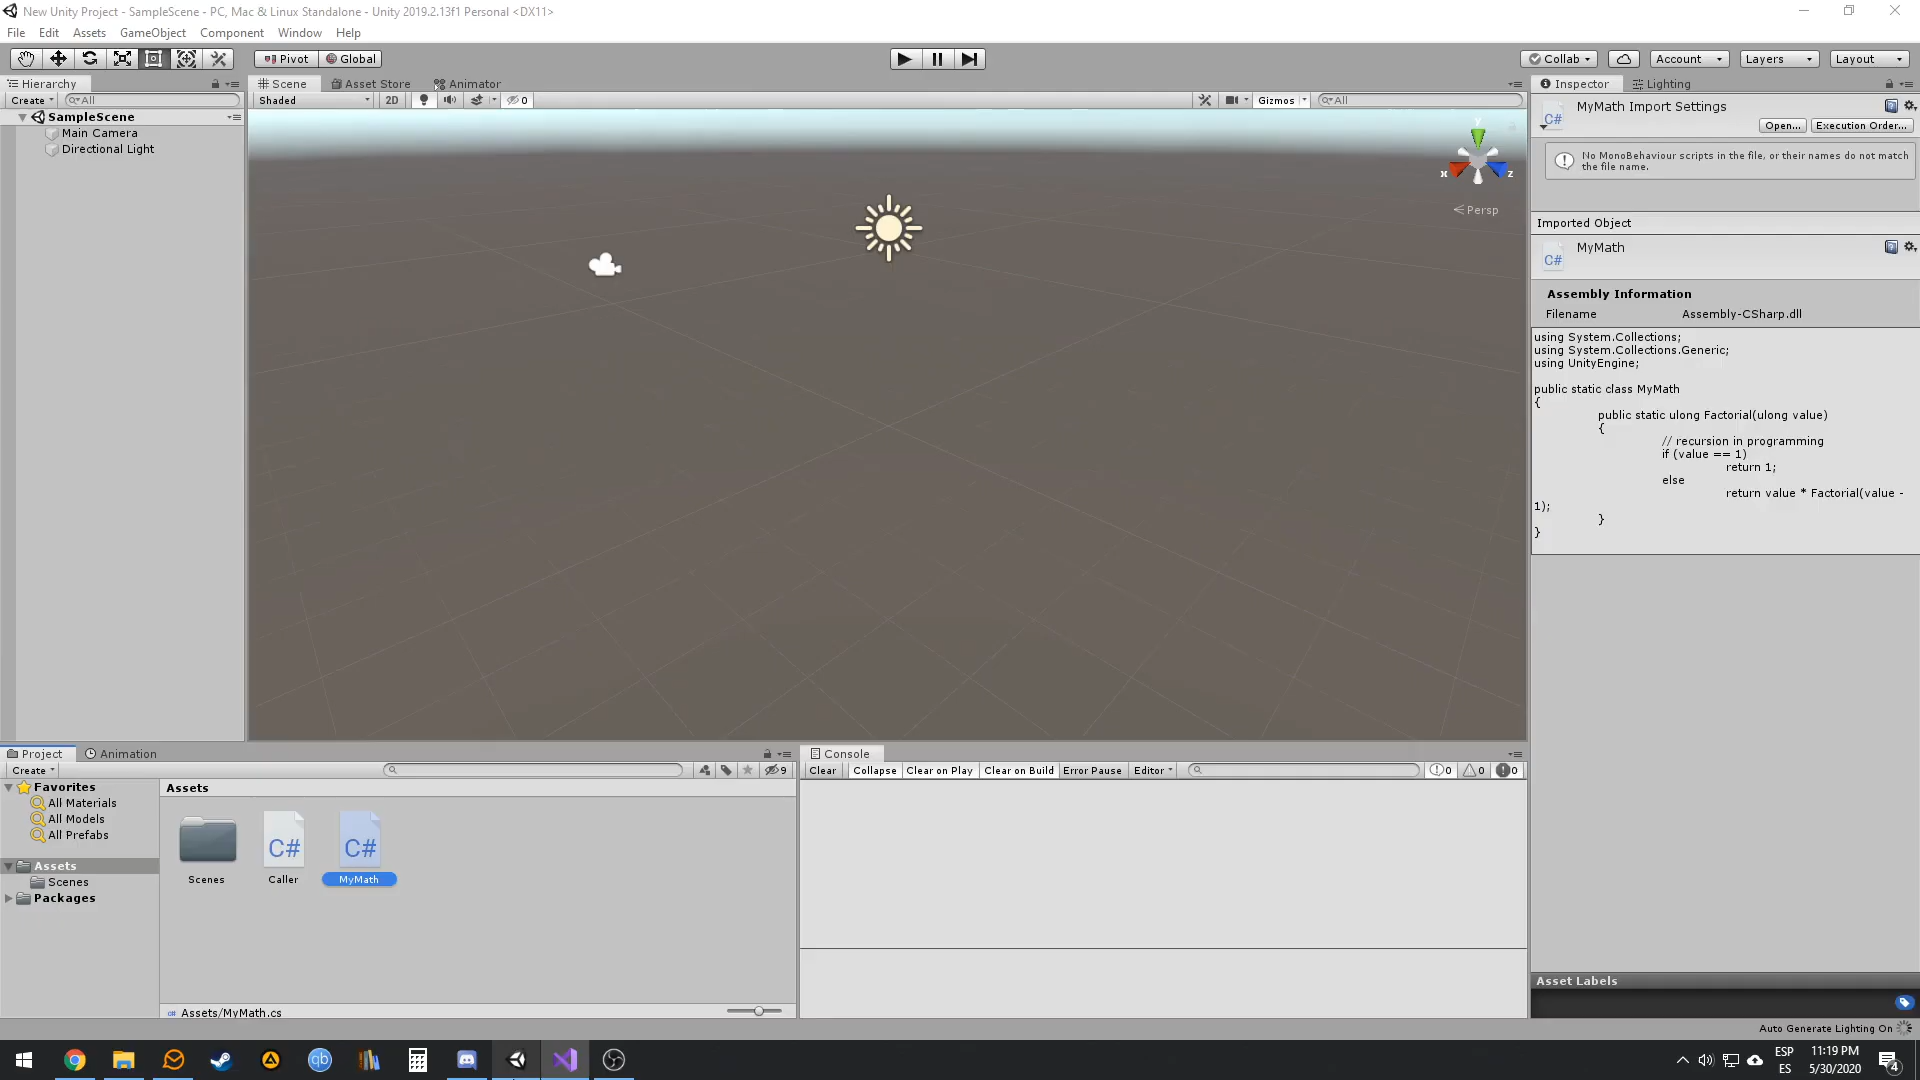 New Unity Project - SampleScene - PC, Mac & Linux Standalone - Unity 2019.2.13f1 Personal <DX11>
File Edit Assets GameObject Component Window Help
Pivot Global Collab Account Layers Layout
Hierarchy
Create All
SampleScene
Main Camera
Directional Light
Scene Asset Store Animator
Shaded 2D 0 Gizmos All
y
x z
Persp
Inspector Lighting
MyMath Import Settings
Open... Execution Order...
No MonoBehaviour scripts in the file, or their names do not match
the file name.
Imported Object
C#
MyMath
C#
Assembly Information
Filename Assembly-CSharp.dll
using System.Collections;
using System.Collections.Generic;
using UnityEngine;
public static class MyMath
{
public static ulong Factorial(ulong value)
{
// recursion in programming
if (value == 1)
return 1;
else
return value * Factorial(value -
1);
}
}
Project Animation
Create 9
Favorites
All Materials
All Models
All Prefabs
Assets
Scenes
Packages
Assets
C# C#
Scenes Caller MyMath
Assets/MyMath.cs
Console
Clear Collapse Clear on Play Clear on Build Error Pause Editor 0 0 0
Asset Labels
Auto Generate Lighting On
qb
ESP
ES
11:19 PM
5/30/2020
4